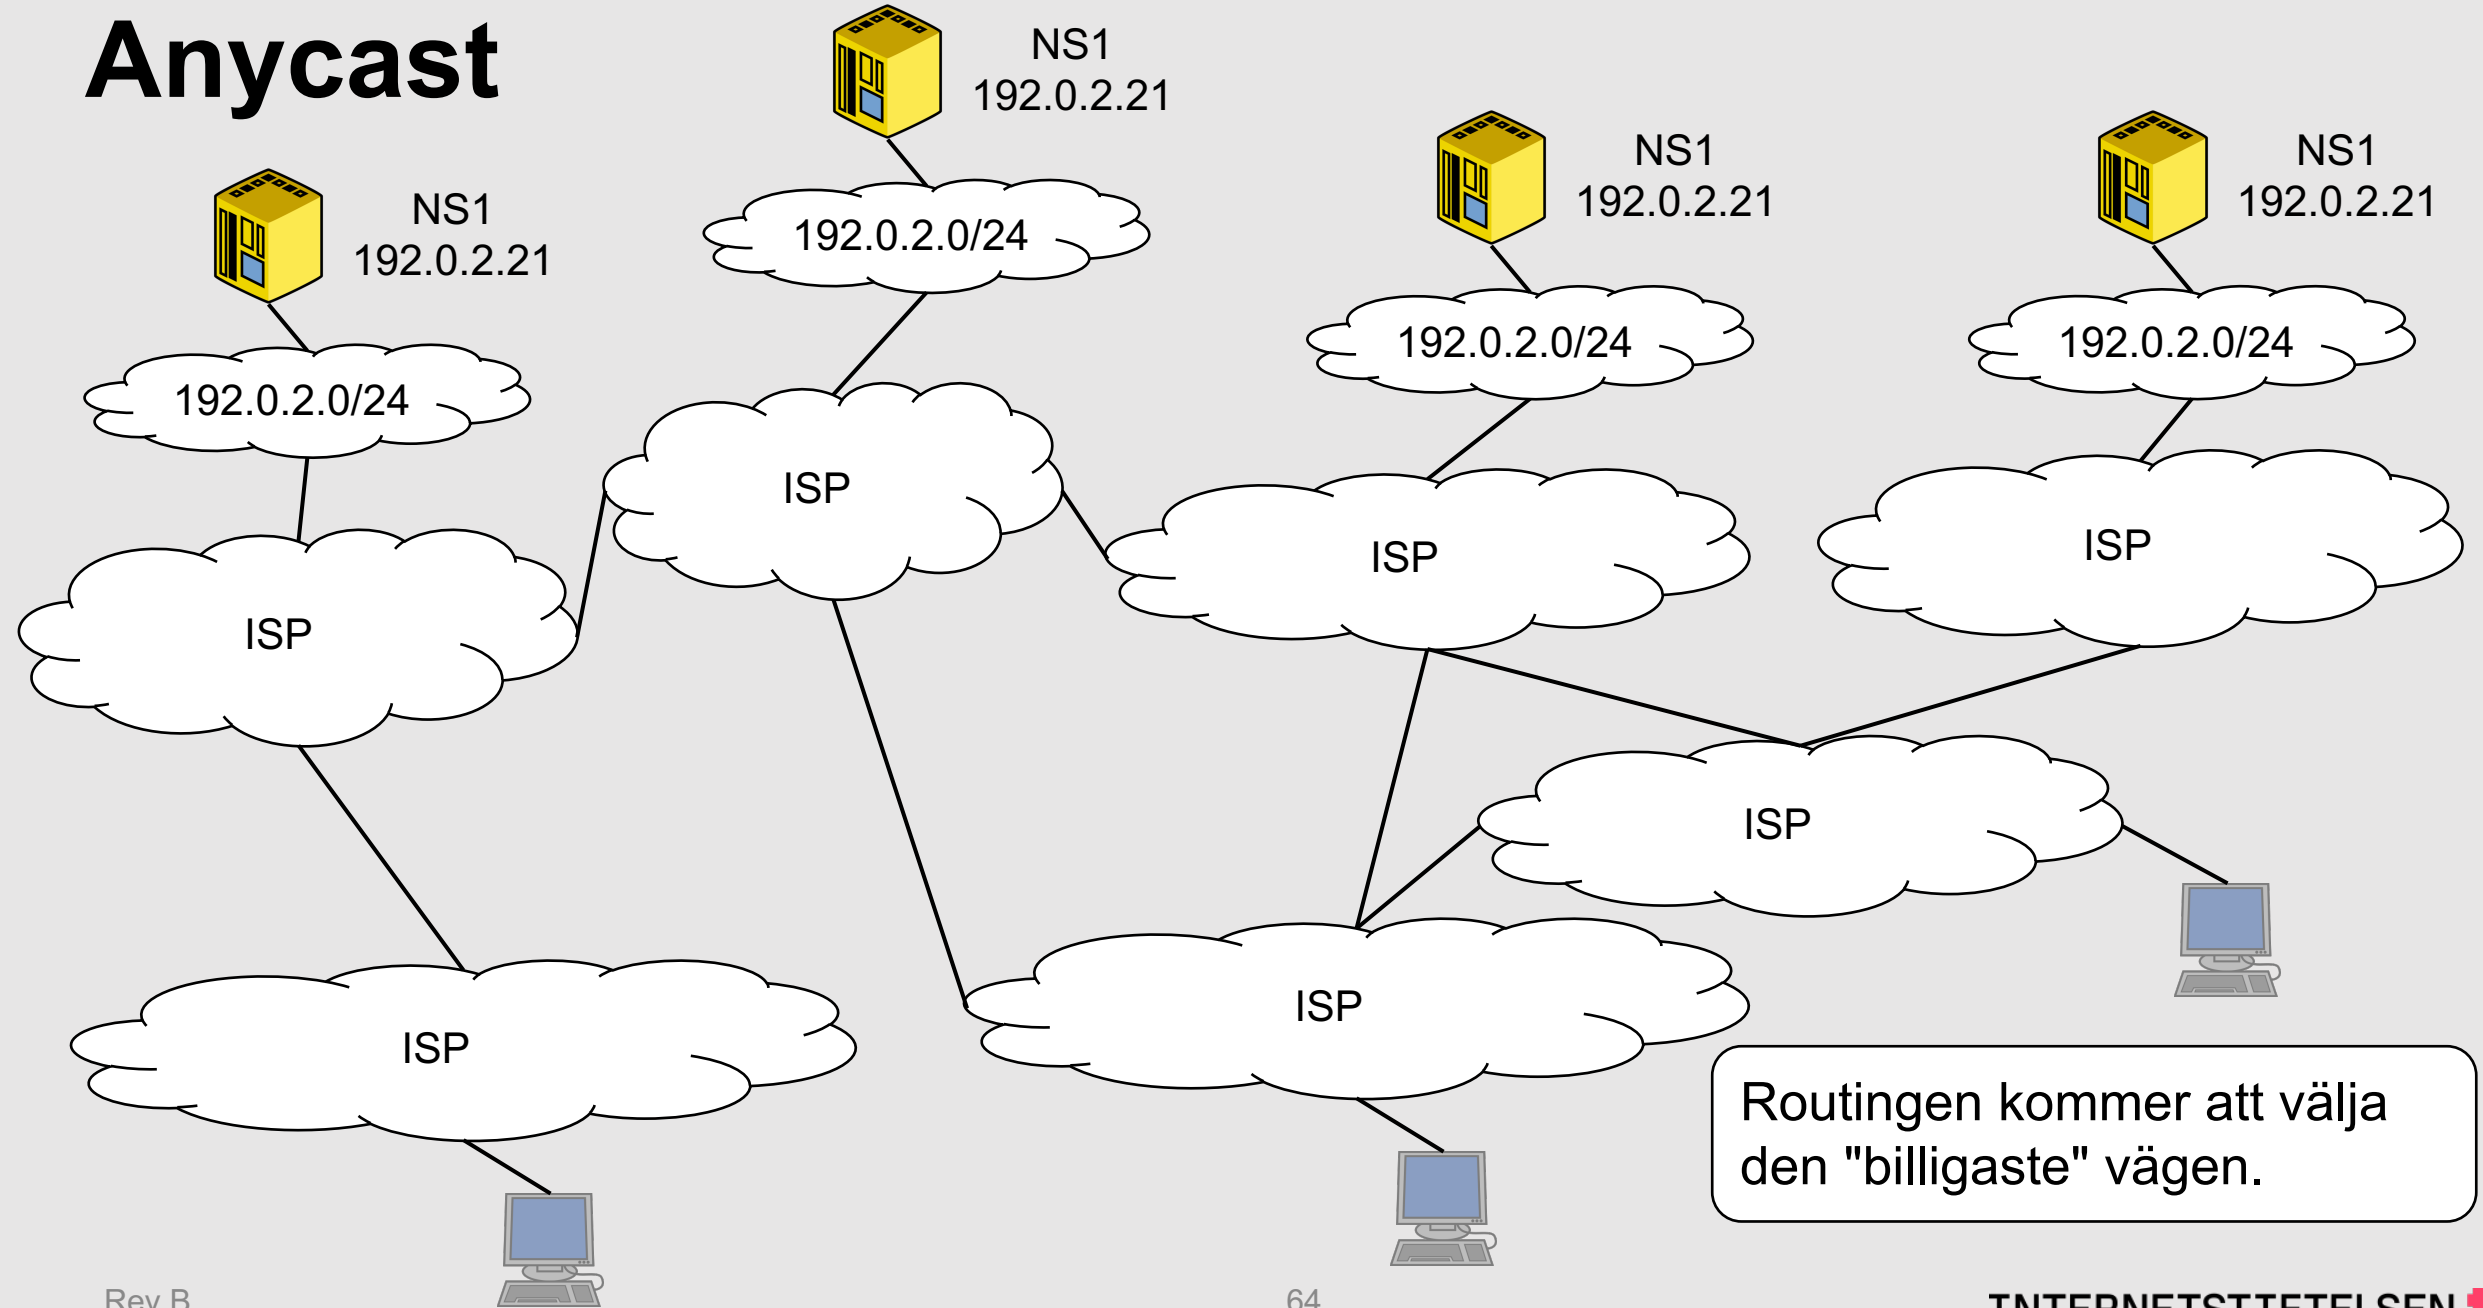 Anycast
NS1
192.0.2.21
NS1
192.0.2.21
NS1
192.0.2.21
NS1
192.0.2.21
192.0.2.0/24
192.0.2.0/24
192.0.2.0/24
192.0.2.0/24
ISP
ISP
ISP
ISP
ISP
ISP
ISP
Routingen kommer att välja
den "billigaste" vägen.
Rev B
64
INTERNETSTIFTELSEN